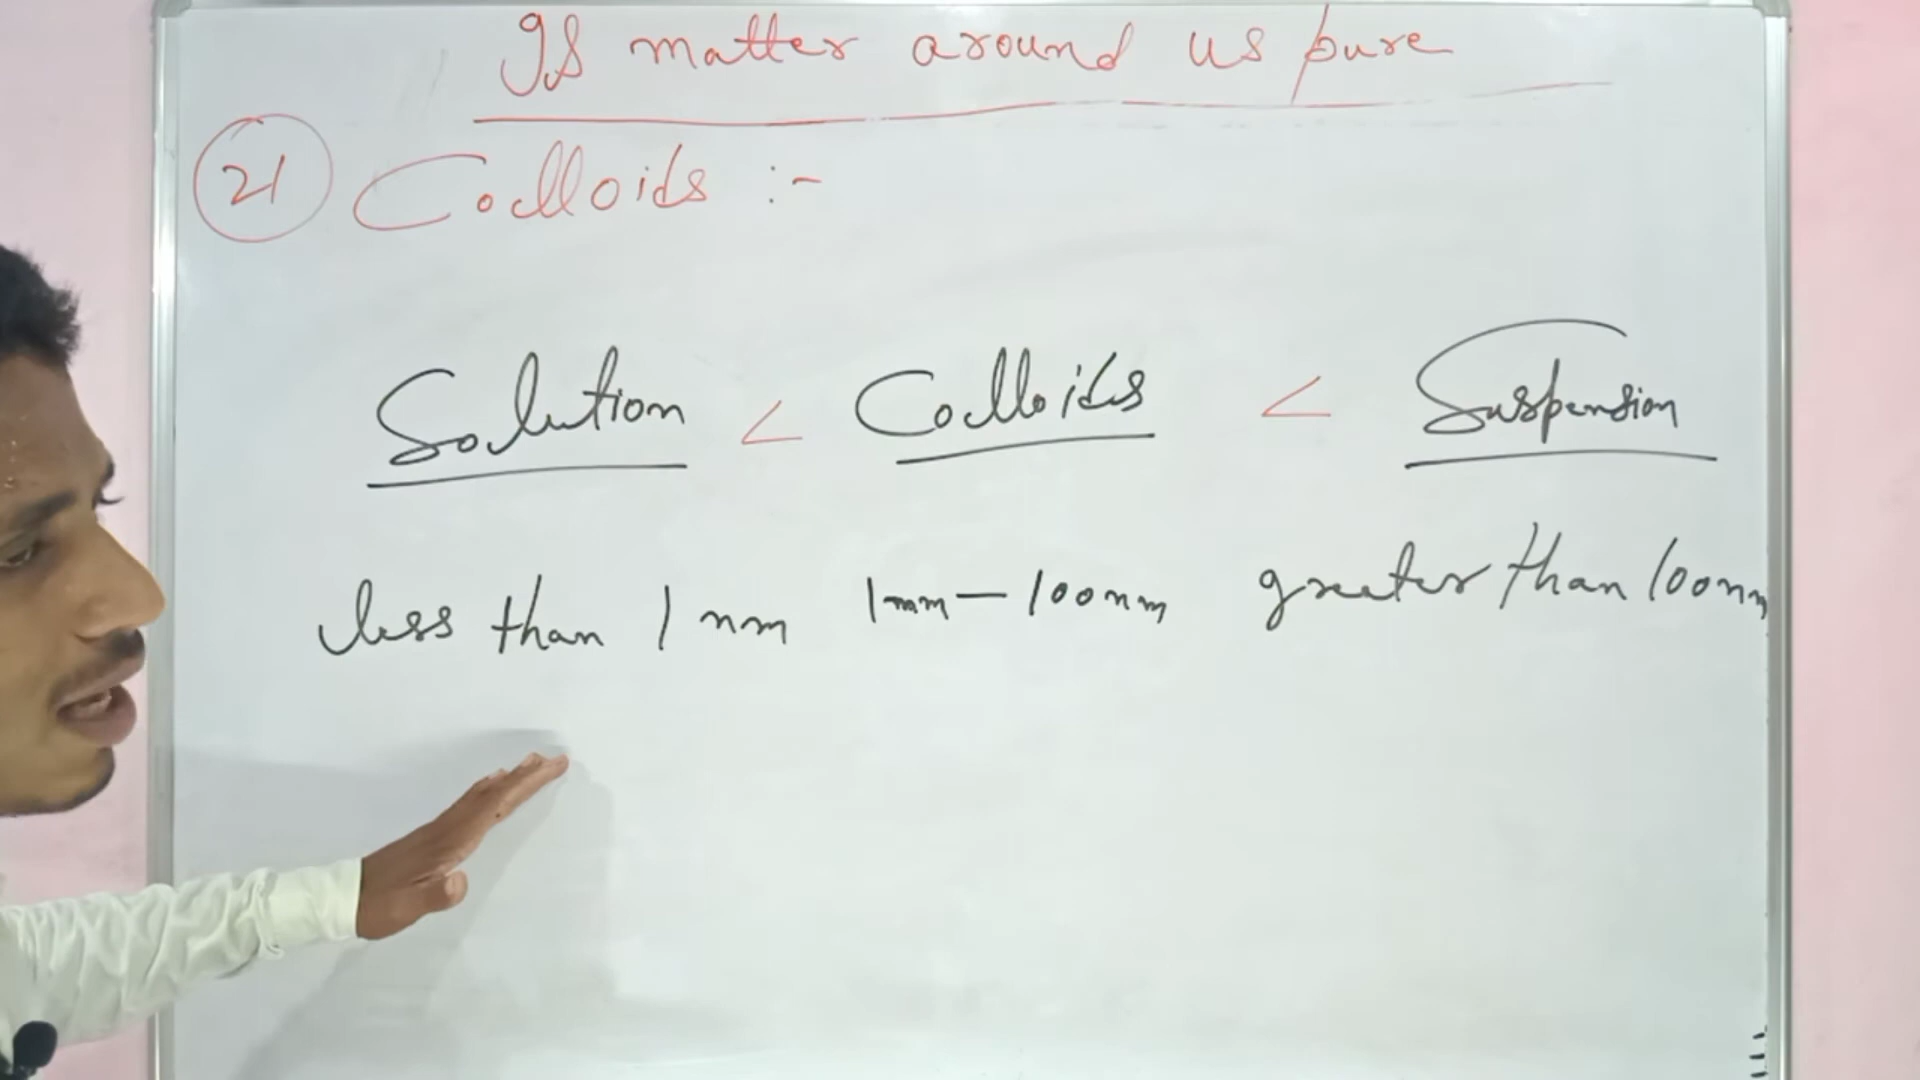 Is matter around us pure
21 Colloids :-
Solution < Colloids < Suspension
less than 1 nm 1nm - 100nm greater than 100nm